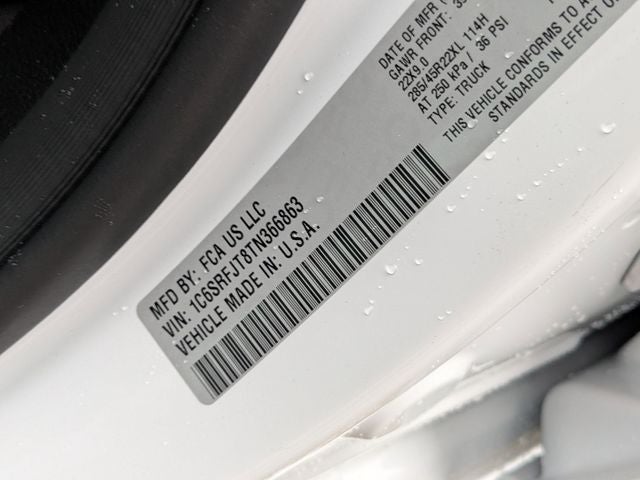 MFD BY: FCA US LLC
VIN: 1C6SRFJT8TN366863
VEHICLE MADE IN: U.S.A.
DATE OF MFR
GAWR FRONT:
22X9.0
285/45R22XL 114H
AT 250 kPa / 36 PSI
TYPE: TRUCK
THIS VEHICLE CONFORMS TO
STANDARDS IN EFFECT